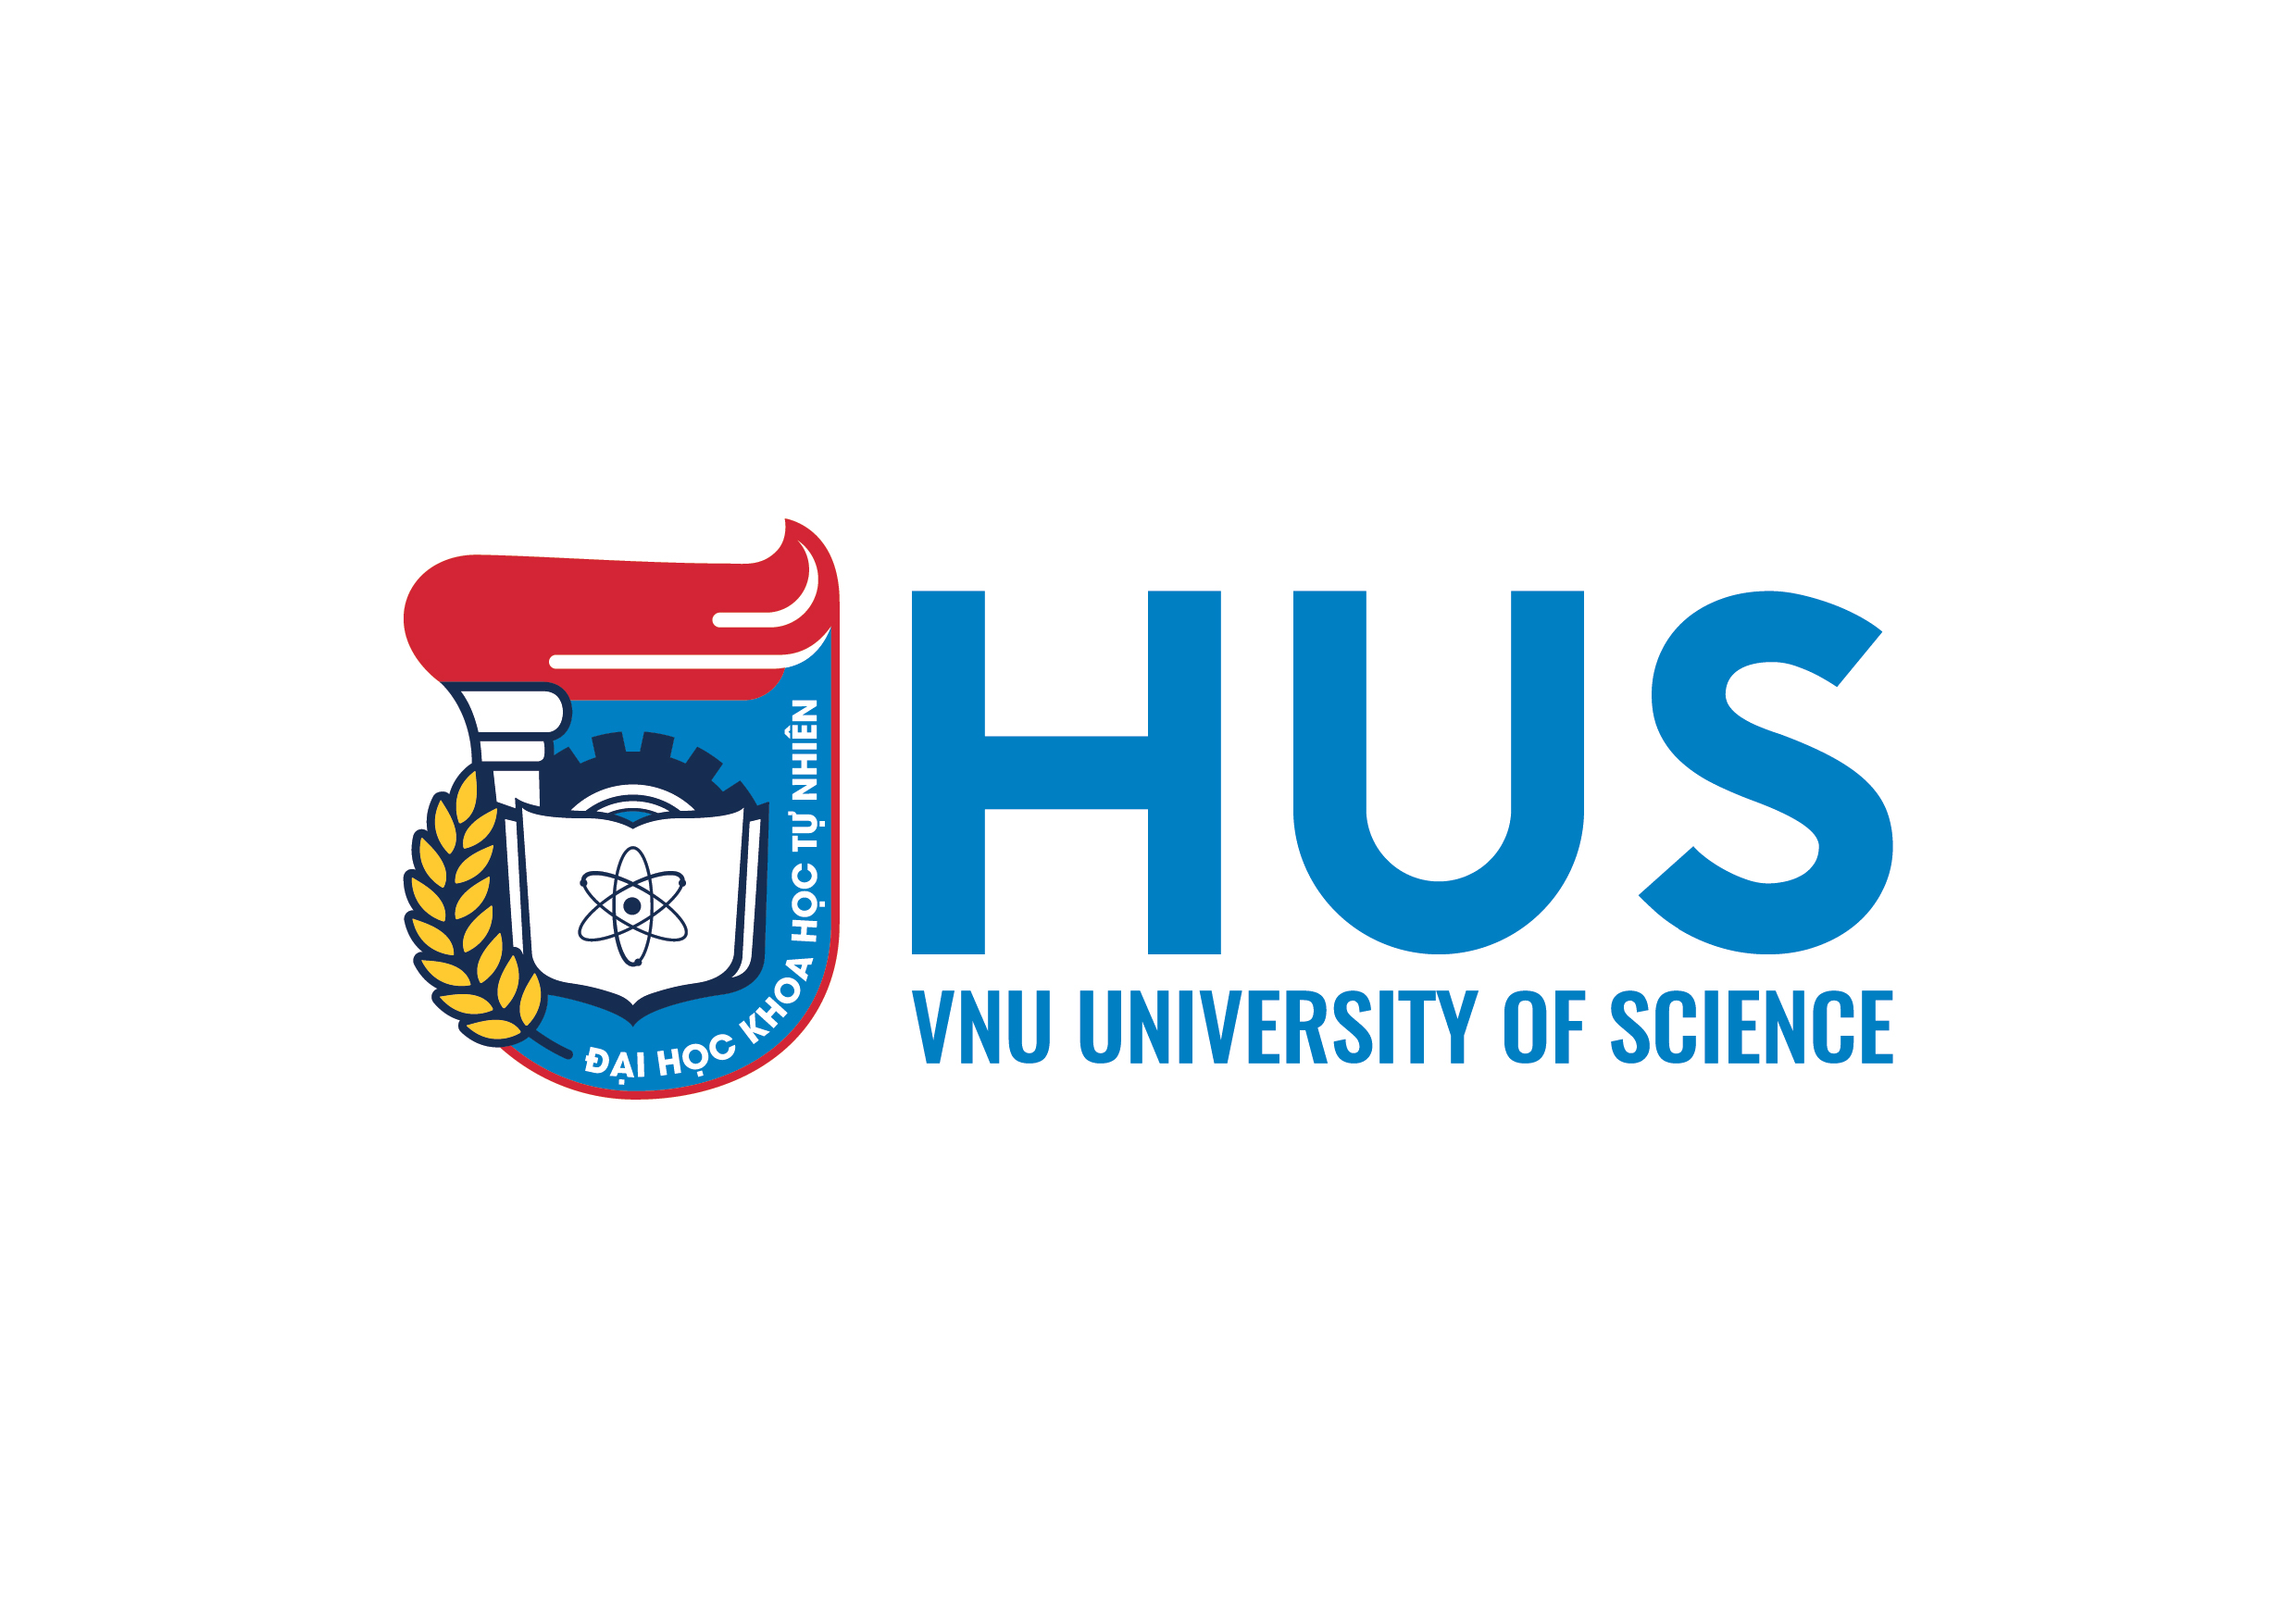 ĐẠI HỌC KHOA HỌC TỰ NHIÊN
HUS
VNU UNIVERSITY OF SCIENCE